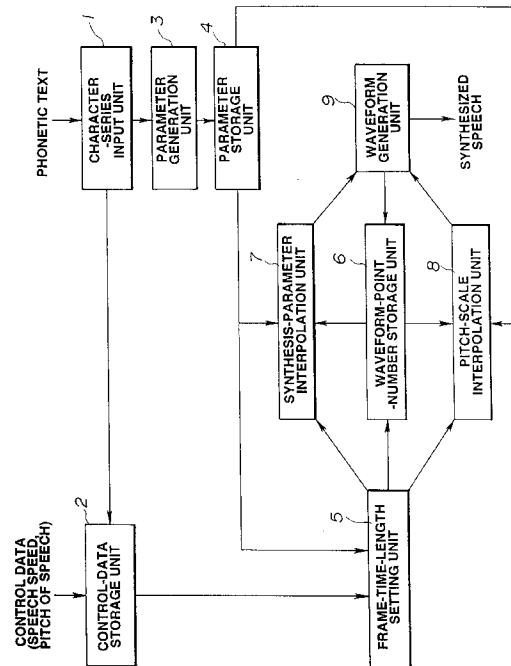 PHONETIC TEXT
1
CHARACTER
-SERIES
INPUT UNIT
3
PARAMETER
GENERATION
UNIT
4
PARAMETER
STORAGE
UNIT
CONTROL DATA
(SPEECH SPEED,
PITCH OF SPEECH)
2
CONTROL-DATA
STORAGE UNIT
5
FRAME-TIME-LENGTH
SETTING UNIT
7
SYNTHESIS-PARAMETER
INTERPOLATION UNIT
6
WAVEFORM-POINT
-NUMBER STORAGE UNIT
8
PITCH-SCALE
INTERPOLATION UNIT
9
WAVEFORM
GENERATION
UNIT
SYNTHESIZED
SPEECH